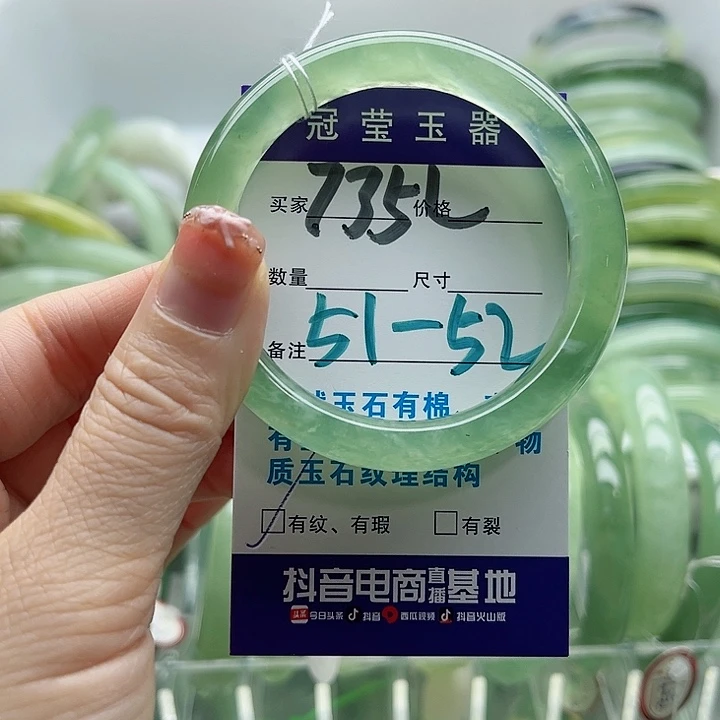 冠莹玉器
买家 735L 价格
数量 尺寸
备注 51-52
玉石有棉、
有 物
质玉石纹理结构
有纹、有瑕 有裂
抖音电商直播基地
头条 今日头条 抖音 西瓜视频 抖音火山版